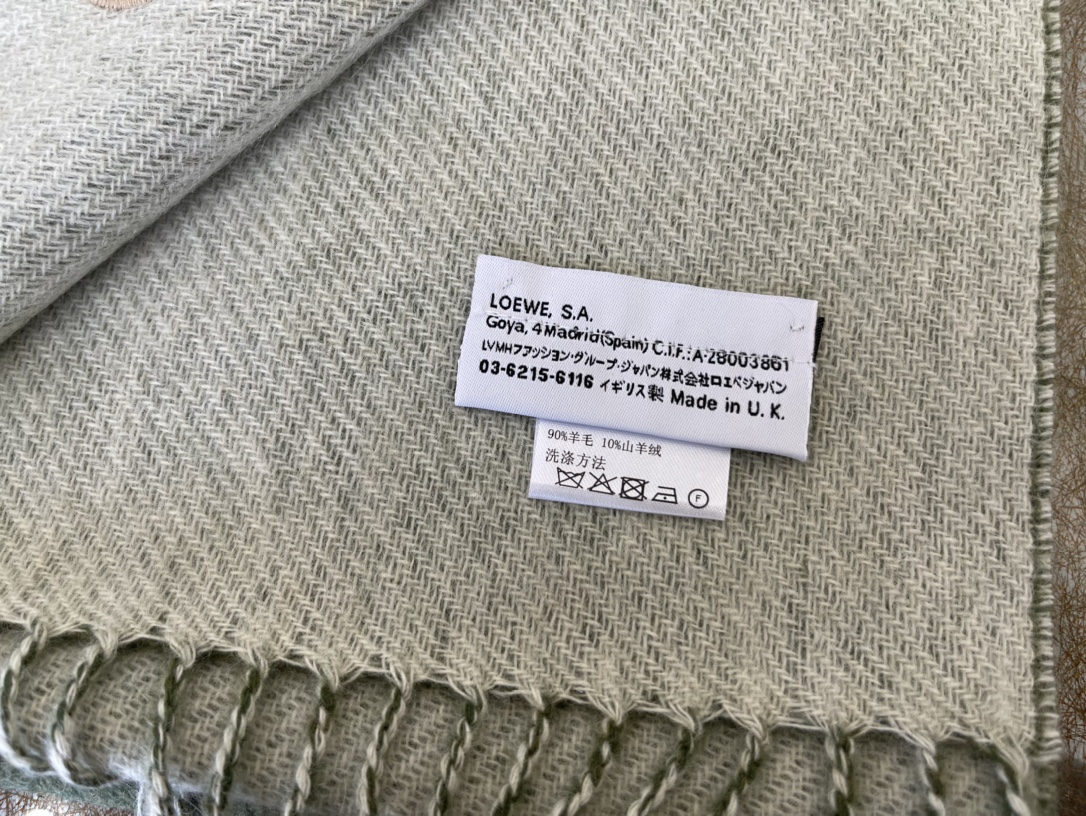 LOEWE, S.A.
Goya, 4 Madrid(Spain) C.I.F.:A-28003861
LVMHファッション・グループ・ジャパン株式会社ロエベジャパン
03-6215-6116 イギリス製 Made in U. K.
90%羊毛 10%山羊绒
洗涤方法
F